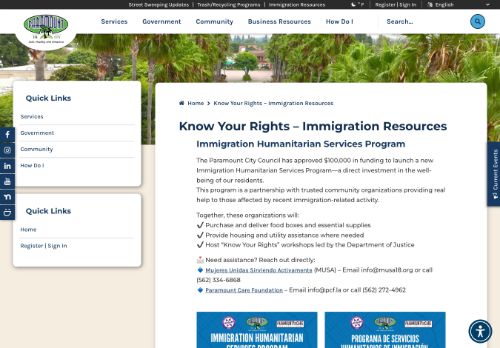 Street Sweeping Updates | Trash/Recycling Programs | Immigration Resources
° F | Register | Sign In English
PARAMOUNT
Services Government Community Business Resources How Do I Search...
Quick Links
Services
Government
Community
How Do I
Quick Links
Home
Register | Sign In
Current Events
Home > Know Your Rights – Immigration Resources
Know Your Rights – Immigration Resources
Immigration Humanitarian Services Program
The Paramount City Council has approved $100,000 in funding to launch a new
Immigration Humanitarian Services Program—a direct investment in the well-
being of our residents.
This program is a partnership with trusted community organizations providing real
help to those affected by recent immigration-related activity.
Together, these organizations will:
✔ Purchase and deliver food boxes and essential supplies
✔ Provide housing and utility assistance where needed
✔ Host “Know Your Rights” workshops led by the Department of Justice
📩 Need assistance? Reach out directly:
🔹 Mujeres Unidas Sirviendo Activamente (MUSA) – Email info@musa18.org or call
(562) 334-6868
🔹 Paramount Care Foundation – Email info@pcf.la or call (562) 272-4962
IMMIGRATION HUMANITARIAN
SERVICES PROGRAM
PROGRAMA DE SERVICIOS
HUMANITARIOS DE INMIGRACIÓN